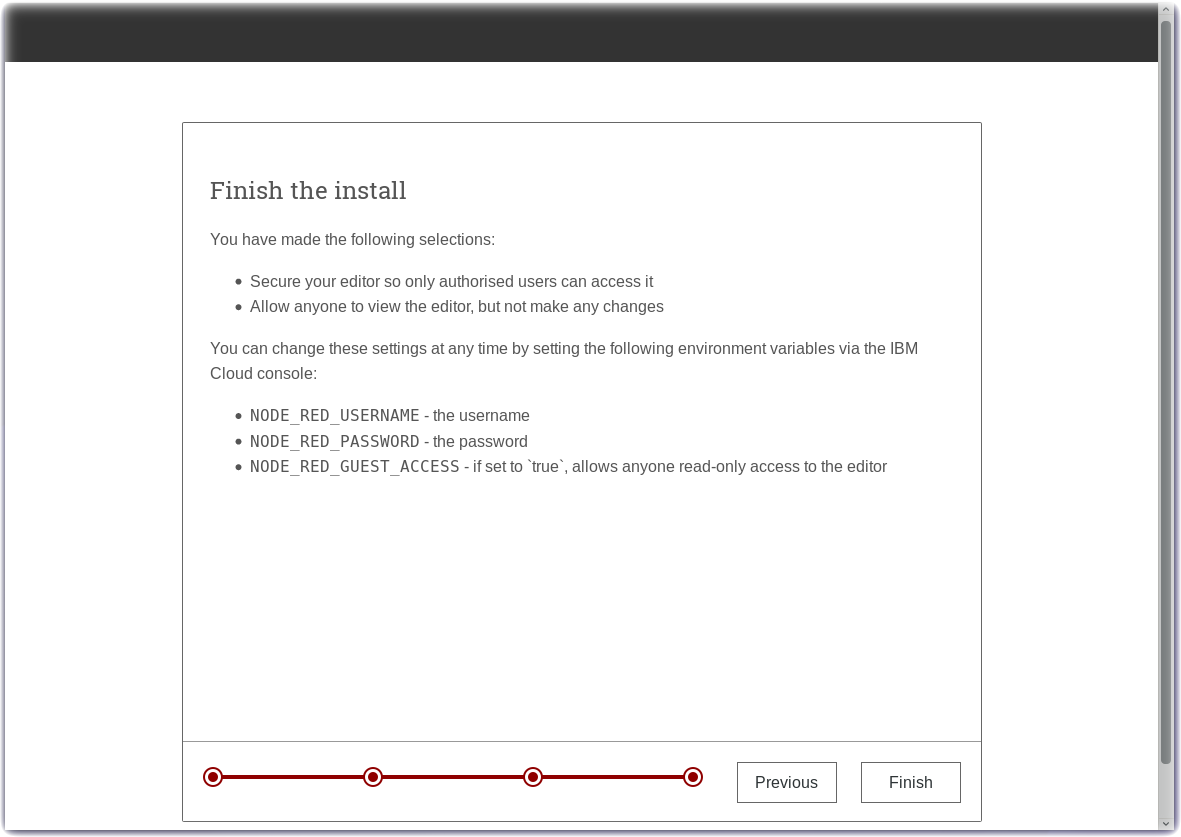 Finish the install
You have made the following selections:
Secure your editor so only authorised users can access it
Allow anyone to view the editor, but not make any changes
You can change these settings at any time by setting the following environment variables via the IBM
Cloud console:
NODE_RED_USERNAME - the username
NODE_RED_PASSWORD - the password
NODE_RED_GUEST_ACCESS - if set to `true`, allows anyone read-only access to the editor
Previous
Finish